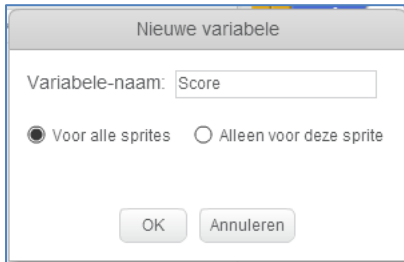 Nieuwe variabele
Variabele-naam: Score
Voor alle sprites Alleen voor deze sprite
OK Annuleren